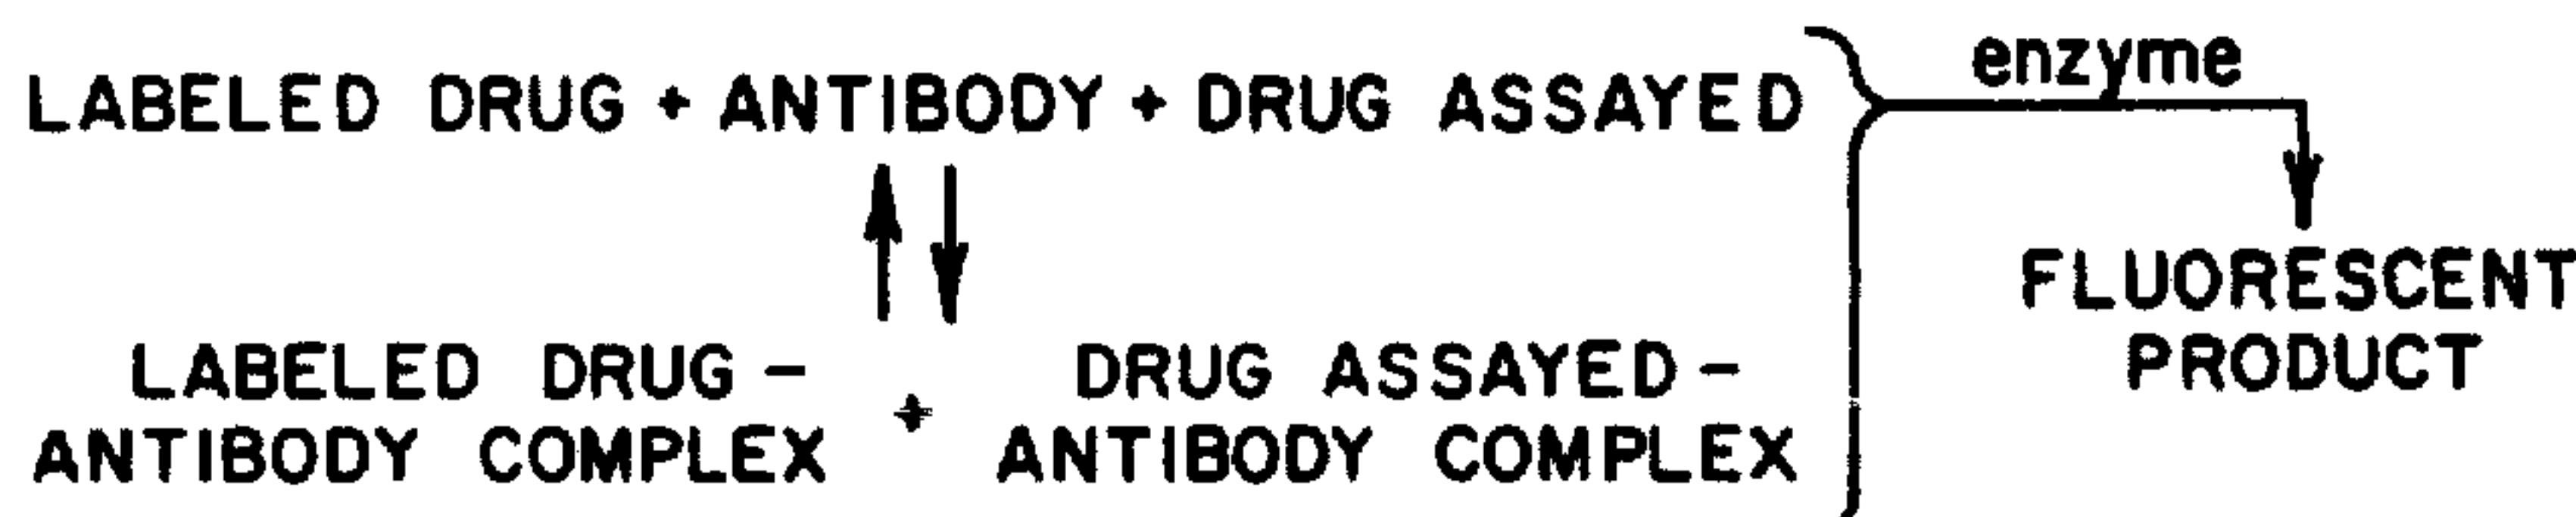 LABELED DRUG + ANTIBODY + DRUG ASSAYED
enzyme
FLUORESCENT
PRODUCT
LABELED DRUG -
ANTIBODY COMPLEX
+
DRUG ASSAYED -
ANTIBODY COMPLEX